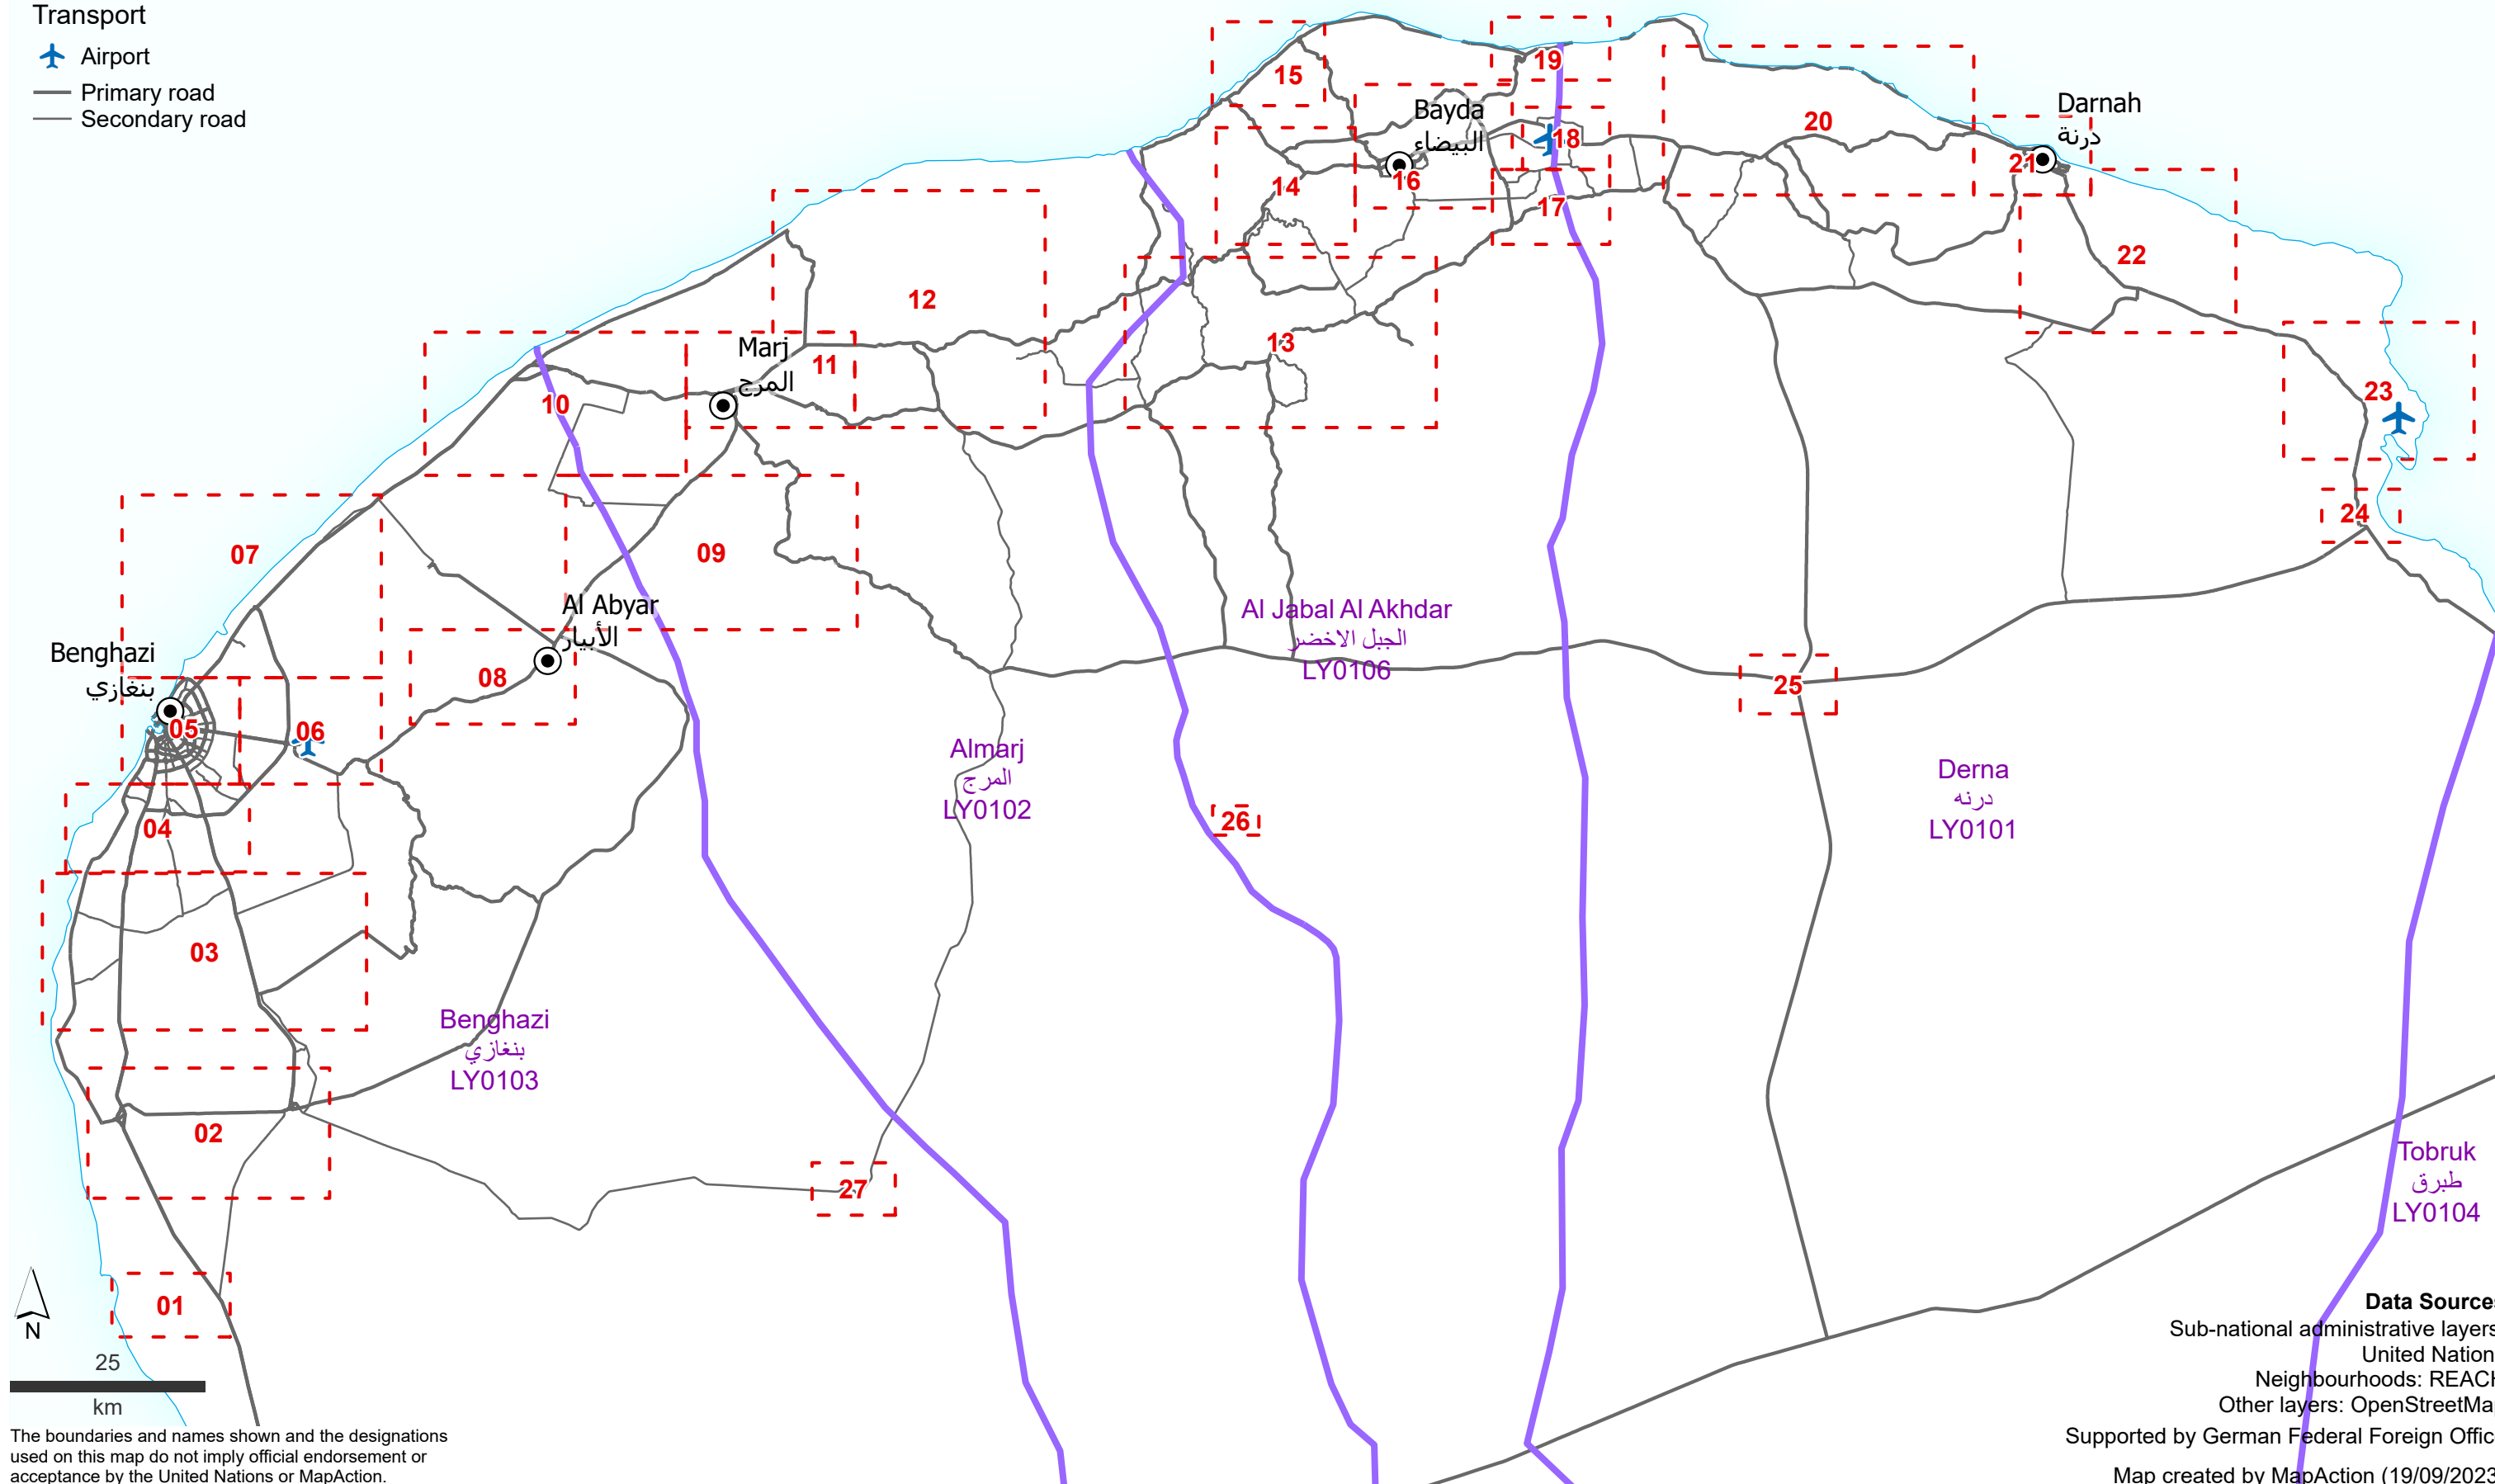 Transport
Airport
Primary road
Secondary road
15
19
Bayda
البيضاء
18
20
Darnah
درنة
21
16
14
17
22
12
13
Marj
المرج
11
10
23
24
07
09
Al Abyar
الأبيار
08
Benghazi
بنغازي
05
06
04
03
02
01
Al Jabal Al Akhdar
الجبل الاخضر
LY0106
25
Almarj
المرج
LY0102
26
Derna
درنه
LY0101
Benghazi
بنغازي
LY0103
27
Tobruk
طبرق
LY0104
N
25
km
The boundaries and names shown and the designations
used on this map do not imply official endorsement or
acceptance by the United Nations or MapAction.
Data Sources
Sub-national administrative layers
United Nation
Neighbourhoods: REACH
Other layers: OpenStreetMap
Supported by German Federal Foreign Offic
Map created by MapAction (19/09/2023